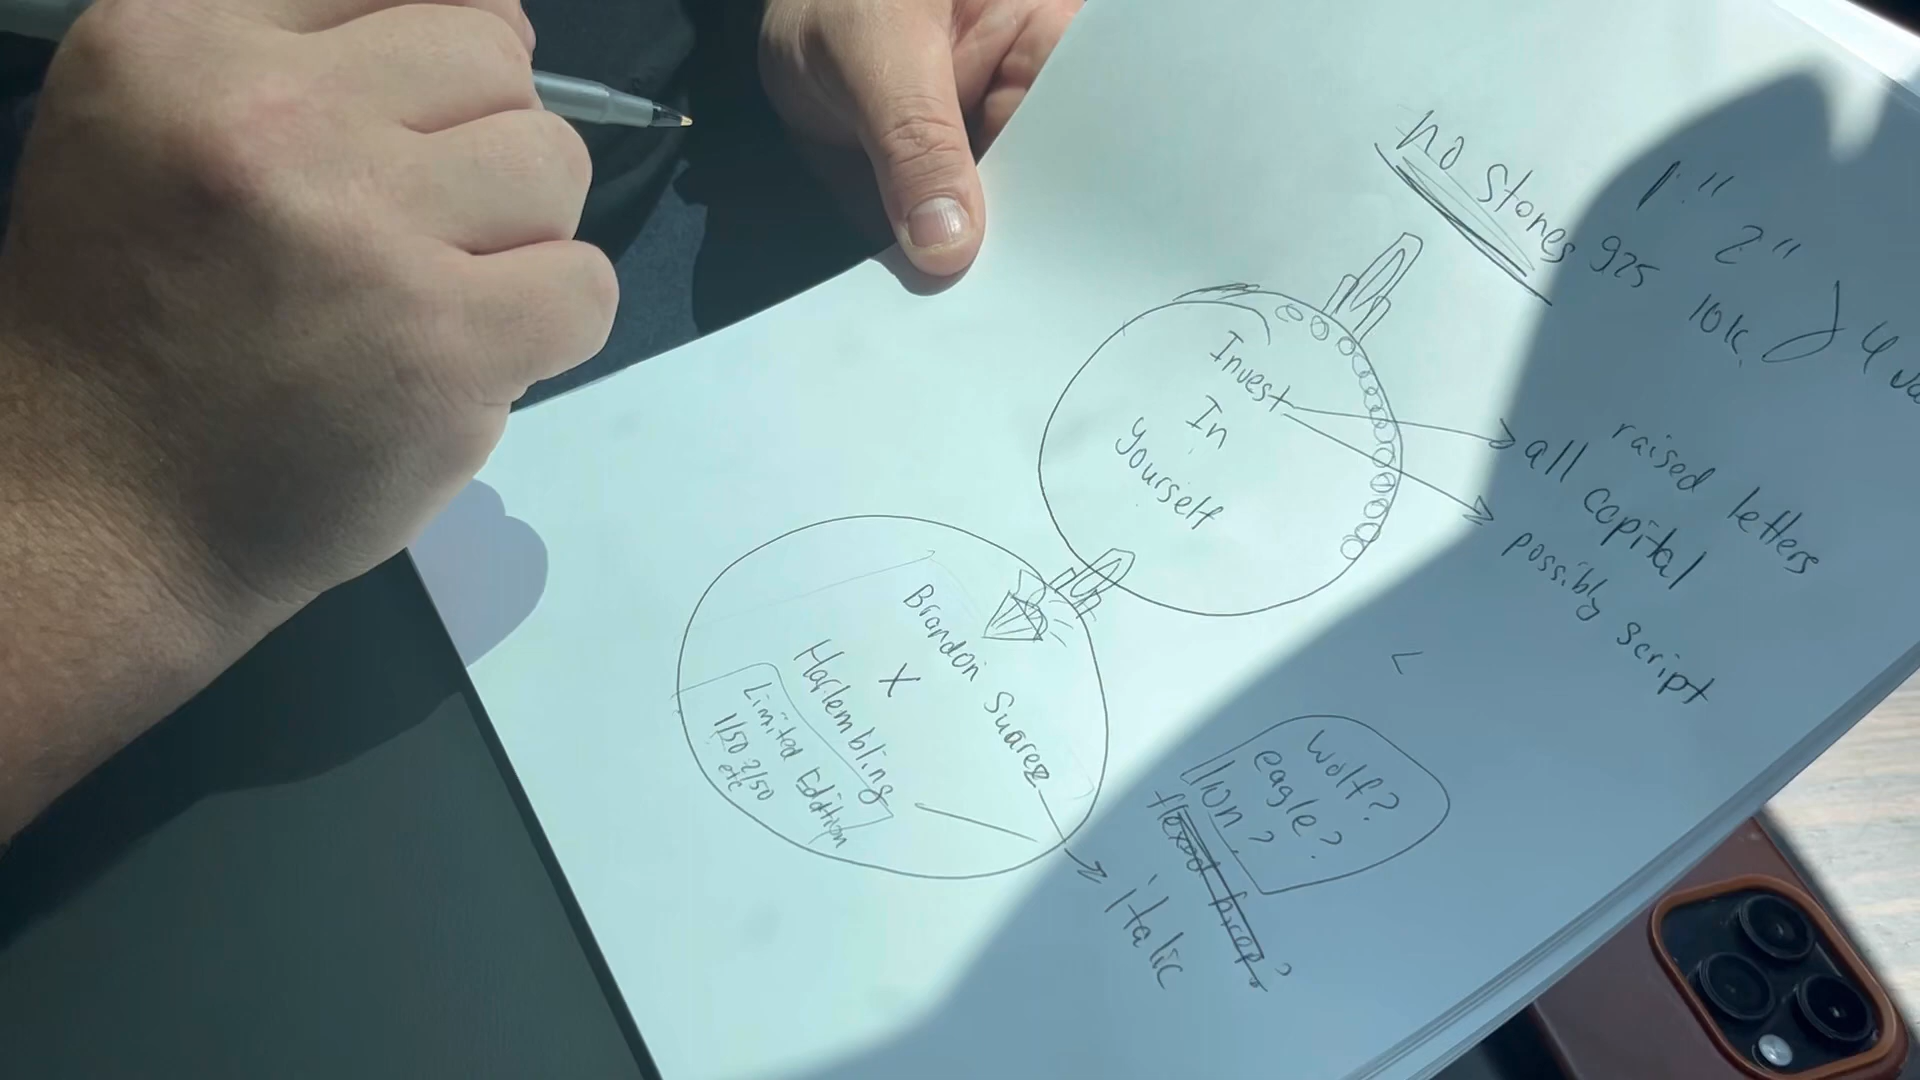 no stones
1" 2"
925 10k
Invest
In
yourself
raised letters
all capital
possibly script
Brandon Suarez
X
Harlembling
Limited Edition
1/50 2/50
etc
italic
wolf?
eagle?
lion?